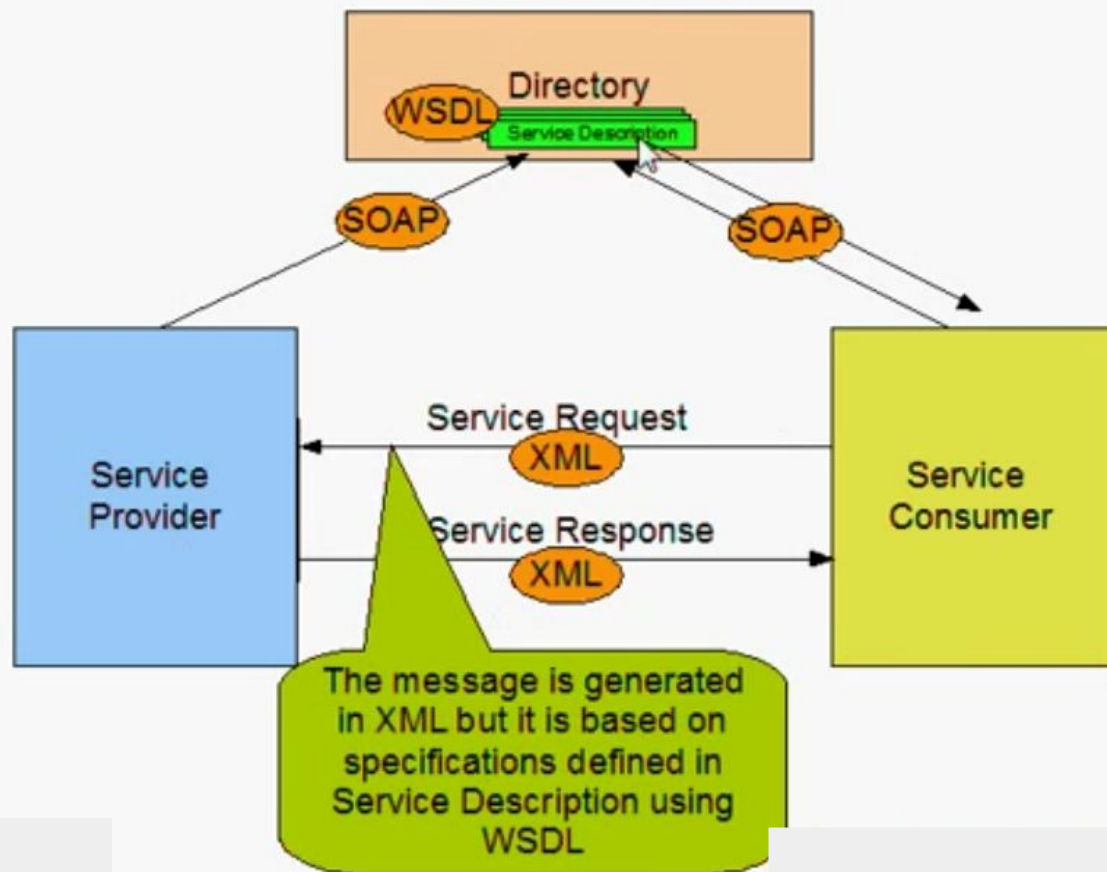 Directory
WSDL
Service Description
SOAP
SOAP
Service Request
XML
Service
Provider
Service
Consumer
Service Response
XML
The message is generated
in XML but it is based on
specifications defined in
Service Description using
WSDL